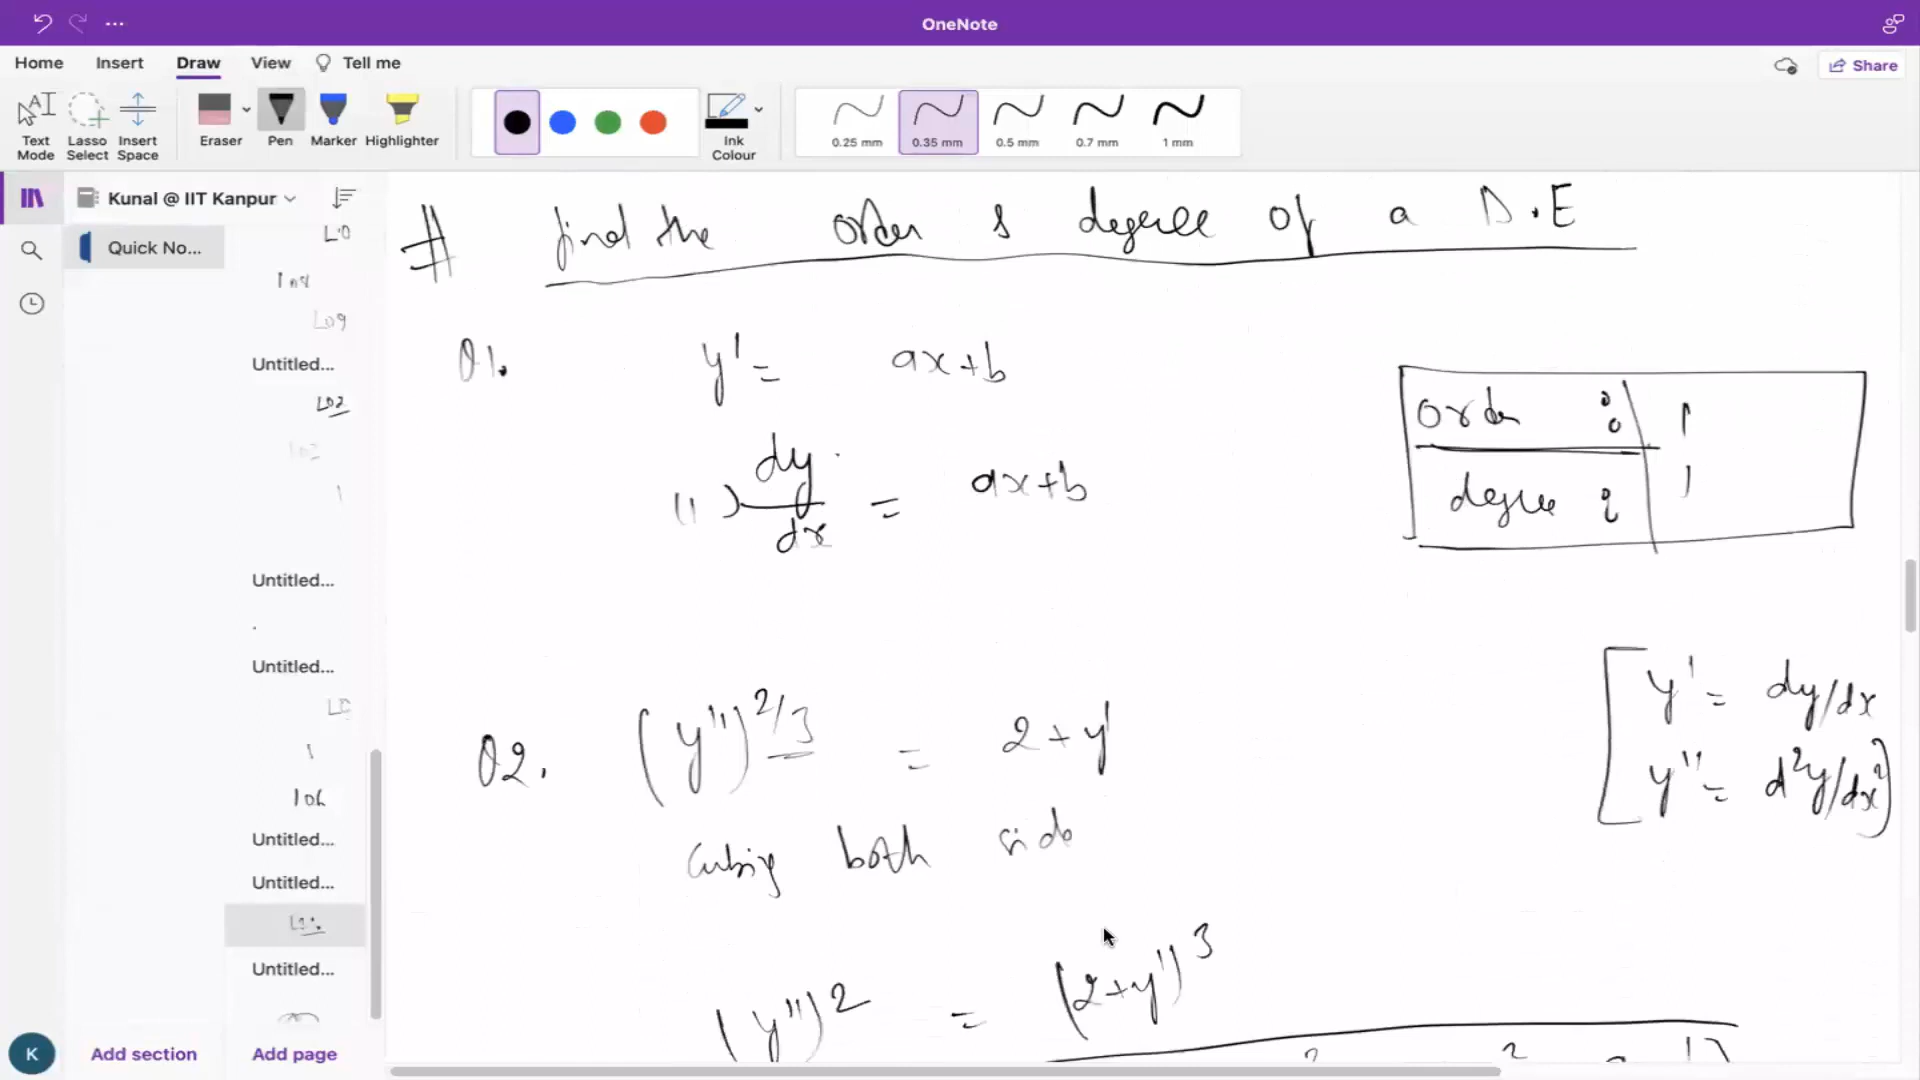 OneNote
Home Insert Draw View Tell me
Share
Text Mode
Lasso Select
Insert Space
Eraser
Pen
Marker
Highlighter
Ink Colour
0.25 mm
0.35 mm
0.5 mm
0.7 mm
1 mm
Kunal @ IIT Kanpur
Quick No...
L09
Untitled...
L02
Untitled...
Untitled...
Untitled...
Untitled...
Untitled...
K
Add section
Add page
# find the order & degree of a D.E
Q1. y' = ax+b
(1) dy/dx = ax+b
order : 1
degree : 1
Q2. (y'')^2/3 = 2+y'
Cubing both side
(y'')^2 = (2+y')^3
y' = dy/dx
y'' = d²y/dx²